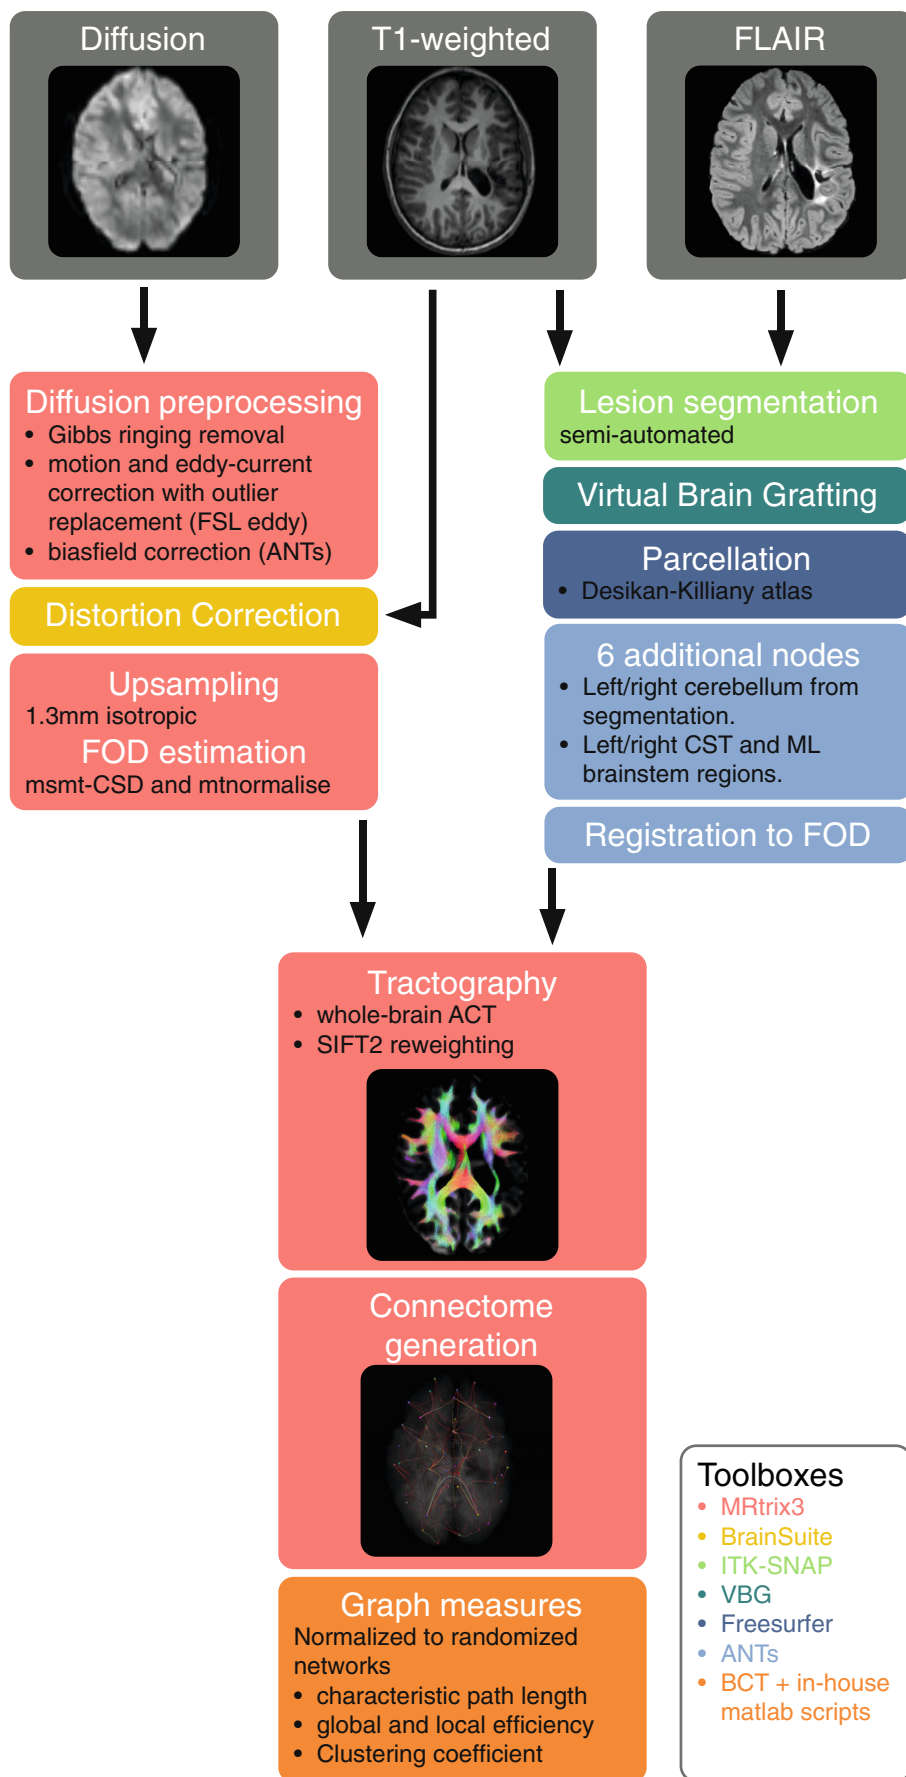 Diffusion
T1-weighted
FLAIR
Diffusion preprocessing
• Gibbs ringing removal
• motion and eddy-current
correction with outlier
replacement (FSL eddy)
• biasfield correction (ANTs)
Distortion Correction
Upsampling
1.3mm isotropic
FOD estimation
msmt-CSD and mtnormalise
Lesion segmentation
semi-automated
Virtual Brain Grafting
Parcellation
• Desikan-Killiany atlas
6 additional nodes
• Left/right cerebellum from
segmentation.
• Left/right CST and ML
brainstem regions.
Registration to FOD
Tractography
• whole-brain ACT
• SIFT2 reweighting
Connectome
generation
Graph measures
Normalized to randomized
networks
• characteristic path length
• global and local efficiency
• Clustering coefficient
Toolboxes
• MRtrix3
• BrainSuite
• ITK-SNAP
• VBG
• Freesurfer
• ANTs
• BCT + in-house
matlab scripts